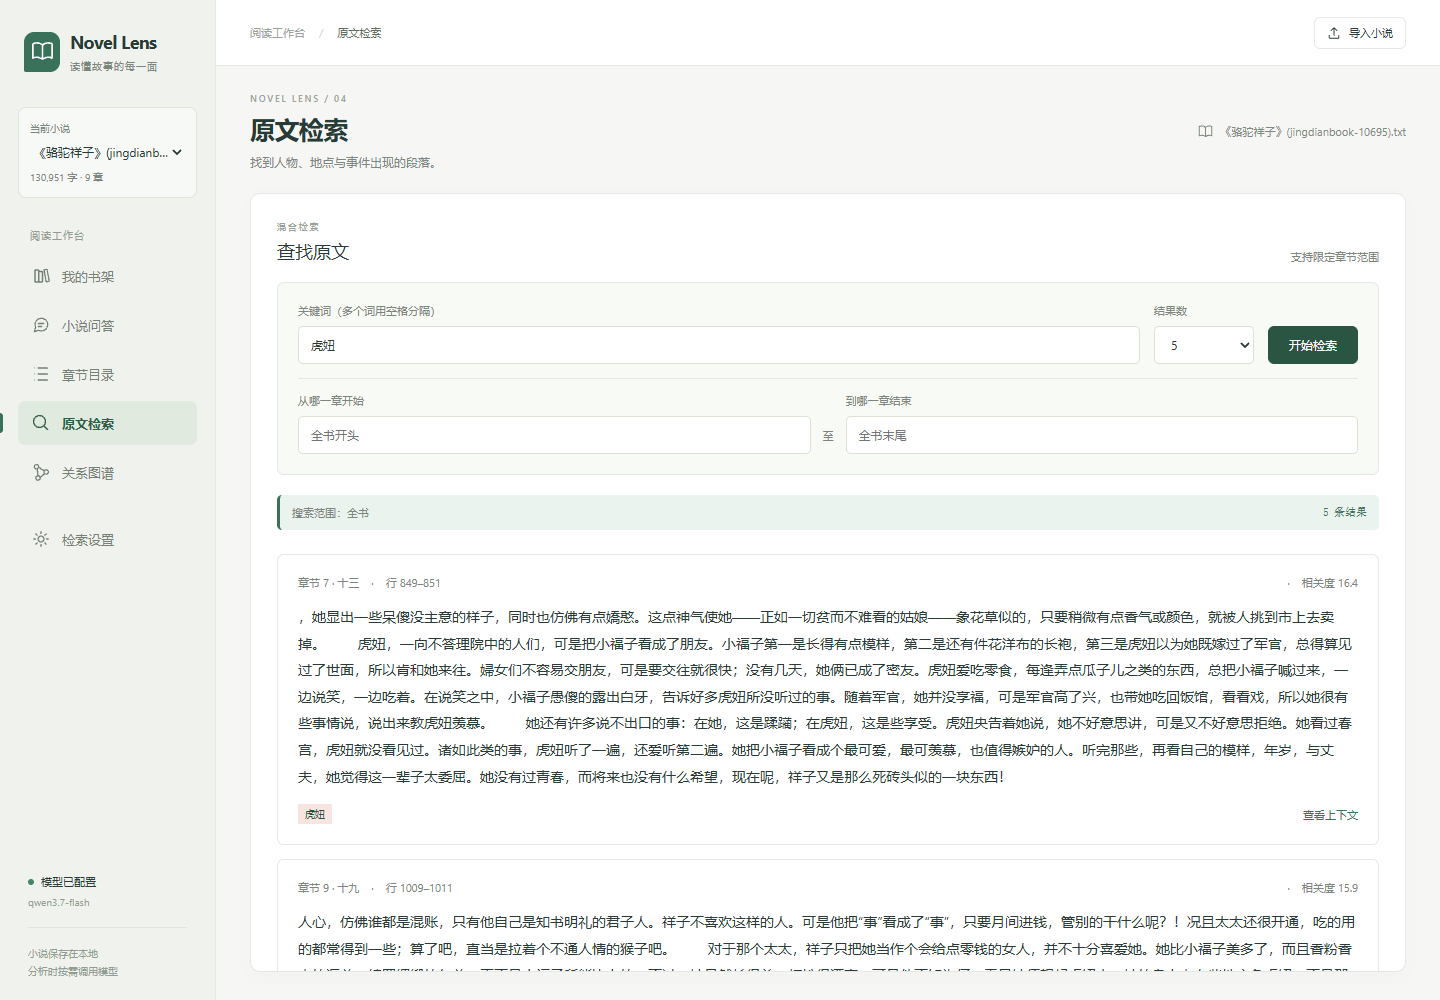 Novel Lens
读懂故事的每一面
当前小说
《骆驼祥子》(jingdianb...
130,951 字 · 9 章
阅读工作台
我的书架
小说问答
章节目录
原文检索
关系图谱
检索设置
模型已配置
qwen3.7-flash
小说保存在本地
分析时按需调用模型
阅读工作台 / 原文检索
导入小说
NOVEL LENS / 04
原文检索
找到人物、地点与事件出现的段落。
《骆驼祥子》(jingdianbook-10695).txt
混合检索
查找原文
支持限定章节范围
关键词（多个词用空格分隔）
结果数
虎妞
5
开始检索
从哪一章开始
到哪一章结束
全书开头
至
全书末尾
搜索范围：全书
5 条结果
章节 7 · 十三 · 行 849–851
· 相关度 16.4
，她显出一些呆傻没主意的样子，同时也仿佛有点憍憨。这点神气使她——正如一切贫而不难看的姑娘——象花草似的，只要稍微有点香气或颜色，就被人挑到市上去卖
掉。 虎妞，一向不答理院中的人们，可是把小福子看成了朋友。小福子第一是长得有点模样，第二是还有件花洋布的长袍，第三是虎妞以为她既嫁过了军官，总得算见
过了世面，所以肯和她来往。婦女们不容易交朋友，可是要交往就很快；没有几天，她俩已成了密友。虎妞爱吃零食，每逢弄点瓜子儿之类的东西，总把小福子喊过来，一
边说笑，一边吃着。在说笑之中，小福子愚傻的露出白牙，告诉好多虎妞所没听过的事。随着军官，她并没享福，可是军官高了兴，也带她吃回饭馆，看看戏，所以她很有
些事情说，说出来教虎妞羡慕。 她还有许多说不出口的事：在她，这是蹂躏；在虎妞，这是些享受。虎妞央告着她说，她不好意思讲，可是又不好意思拒绝。她看过春
宫，虎妞就没看见过。诸如此类的事，虎妞听了一遍，还爱听第二遍。她把小福子看成个最可爱，最可羡慕，也值得嫉妒的人。听完那些，再看自己的模样，年岁，与丈
夫，她觉得这一辈子太委屈。她没有过青春，而将来也没有什么希望，现在呢，祥子又是那么死砖头似的一块东西！
虎妞
查看上下文
章节 9 · 十九 · 行 1009–1011
· 相关度 15.9
人心，仿佛谁都是混账，只有他自己是知书明礼的君子人。祥子不喜欢这样的人。可是他把“事”看成了“事”，只要月间进钱，管别的干什么呢？！况且太太还很开通，吃的用
的都常得到一些；算了吧，直当是拉着个不通人情的猴子吧。 对于那个太太，祥子只把她当作个会给点零钱的女人，并不十分喜爱她。她比小福子美多了，而且香粉香